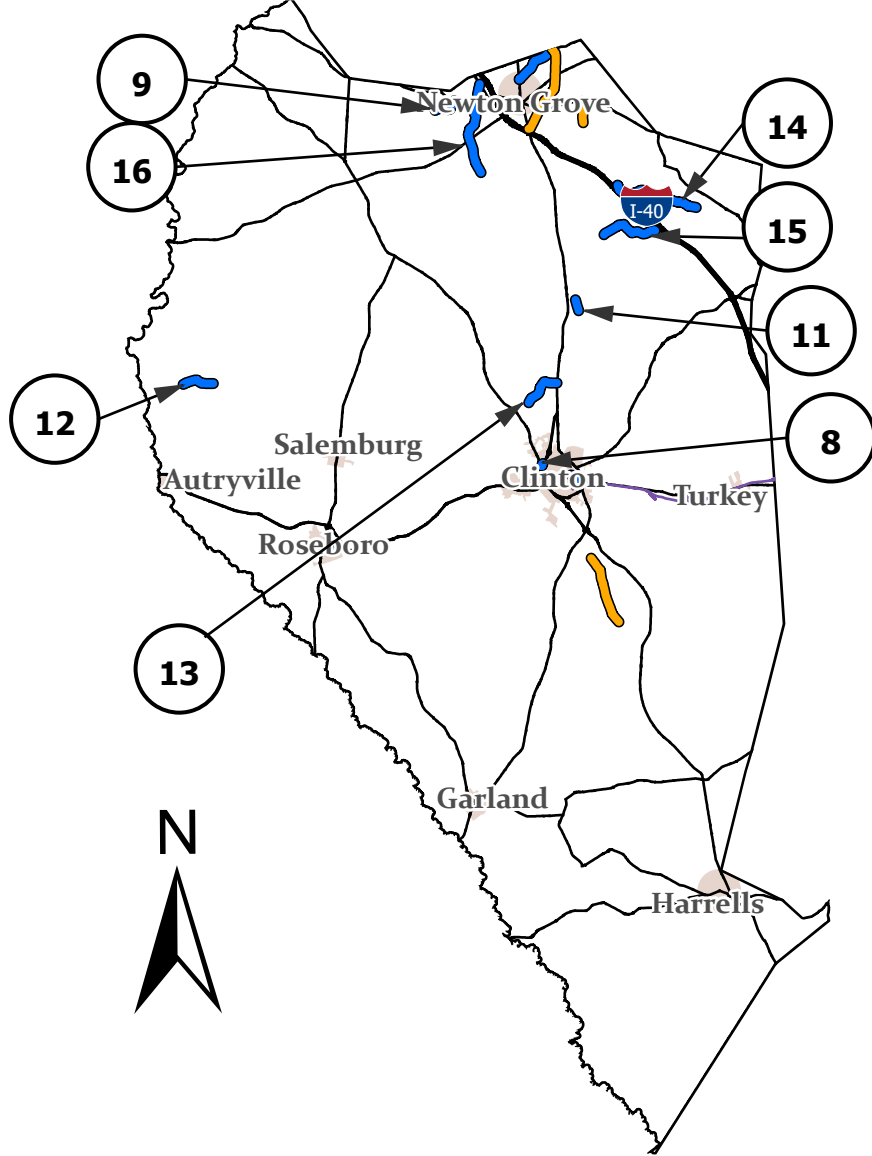 9
Newton Grove
14
16
I-40
15
11
12
8
Salemburg
Autryville
Clinton
Turkey
Roseboro
13
Garland
N
Harrells